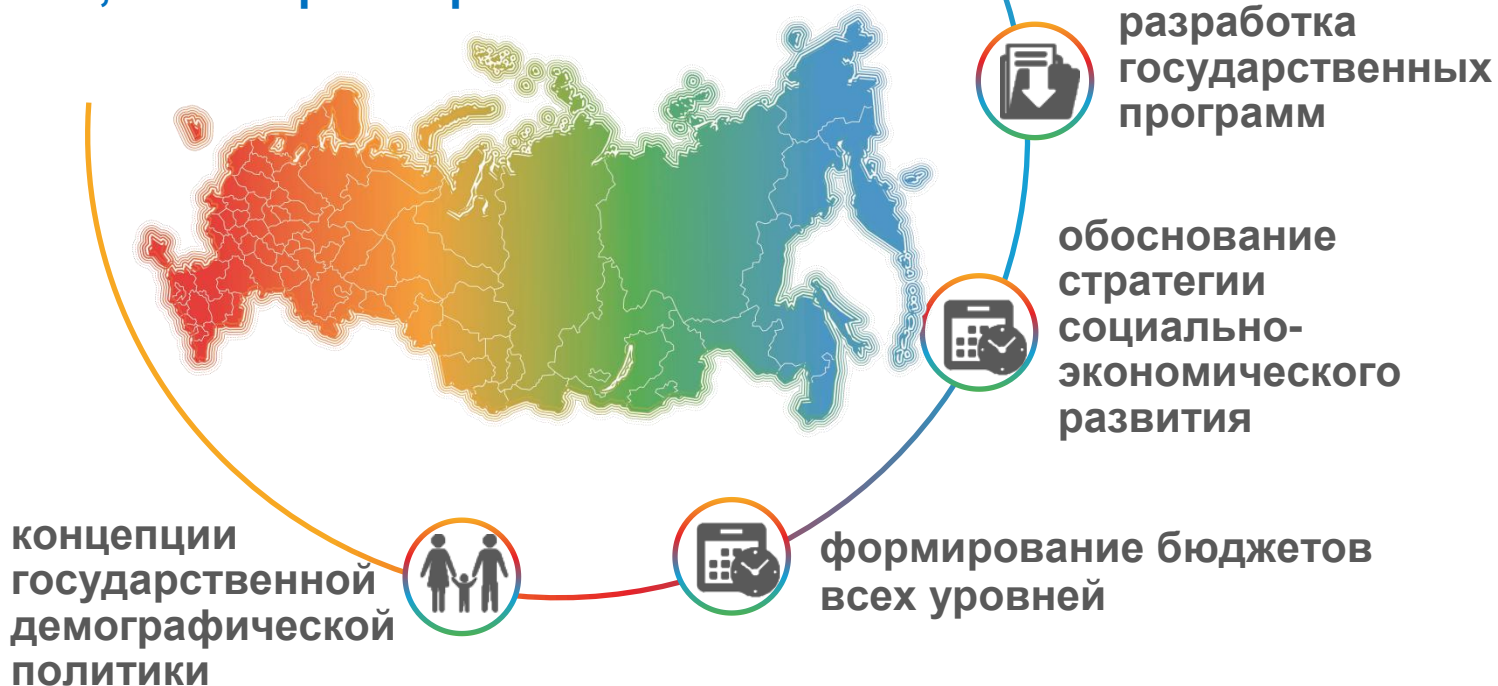 разработка
государственных
программ
обоснование
стратегии
социально-
экономического
развития
формирование бюджетов
всех уровней
концепции
государственной
демографической
политики